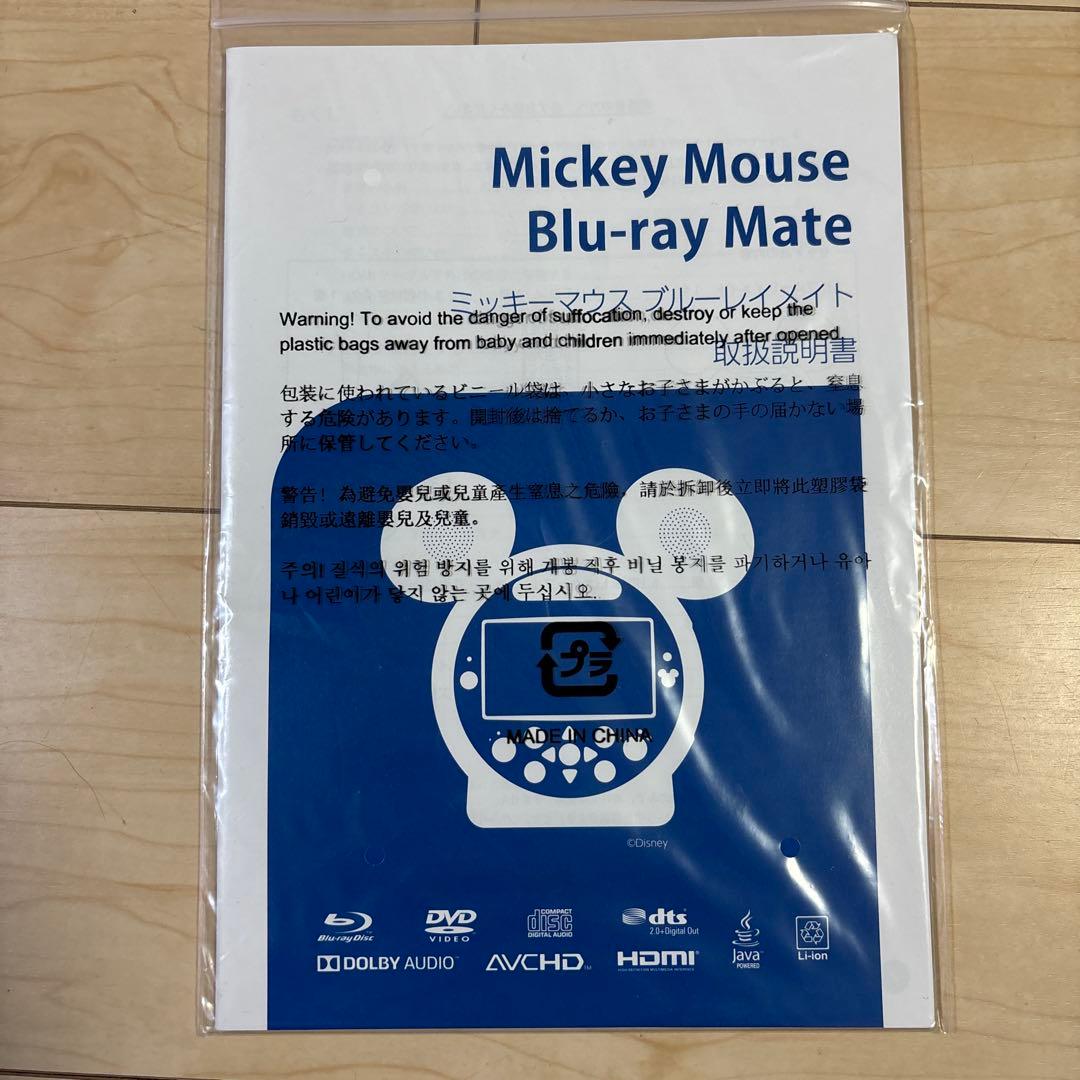 Mickey Mouse
Blu-ray Mate
ミッキーマウス ブルーレイメイト
取扱説明書
Warning! To avoid the danger of suffocation, destroy or keep the
plastic bags away from baby and children immediately after opened.
包装に使われているビニール袋は、小さなお子さまがかぶると、窒息
する危険があります。開封後は捨てるか、お子さまの手の届かない場
所に保管してください。
警告！為避免嬰兒或兒童產生窒息之危險，請於拆卸後立即將此塑膠袋
銷毀或遠離嬰兒及兒童。
주의! 질식의 위험 방지를 위해 개봉 직후 비닐 봉지를 파기하거나 유아
나 어린이가 닿지 않는 곳에 두십시오.
プラ
MADE IN CHINA
©Disney
Blu-ray Disc™
DVD
VIDEO
COMPACT
disc
DIGITAL AUDIO
dts
2.0+Digital Out
Java™
POWERED
Li-ion
DOLBY AUDIO™
AVCHD™
HDMI®
HIGH-DEFINITION MULTIMEDIA INTERFACE